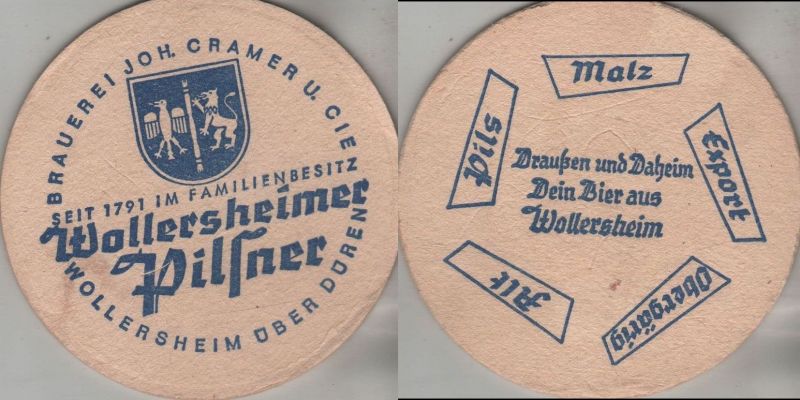 BRAUEREI JOH. CRAMER U. CIE
SEIT 1791 IM FAMILIENBESITZ
Wollersheimer
Pilſner
WOLLERSHEIM ÜBER DÜREN
Malz
Pils
Export
Draußen und Daheim
Dein Bier aus
Wollersheim
Alt
Obergärig